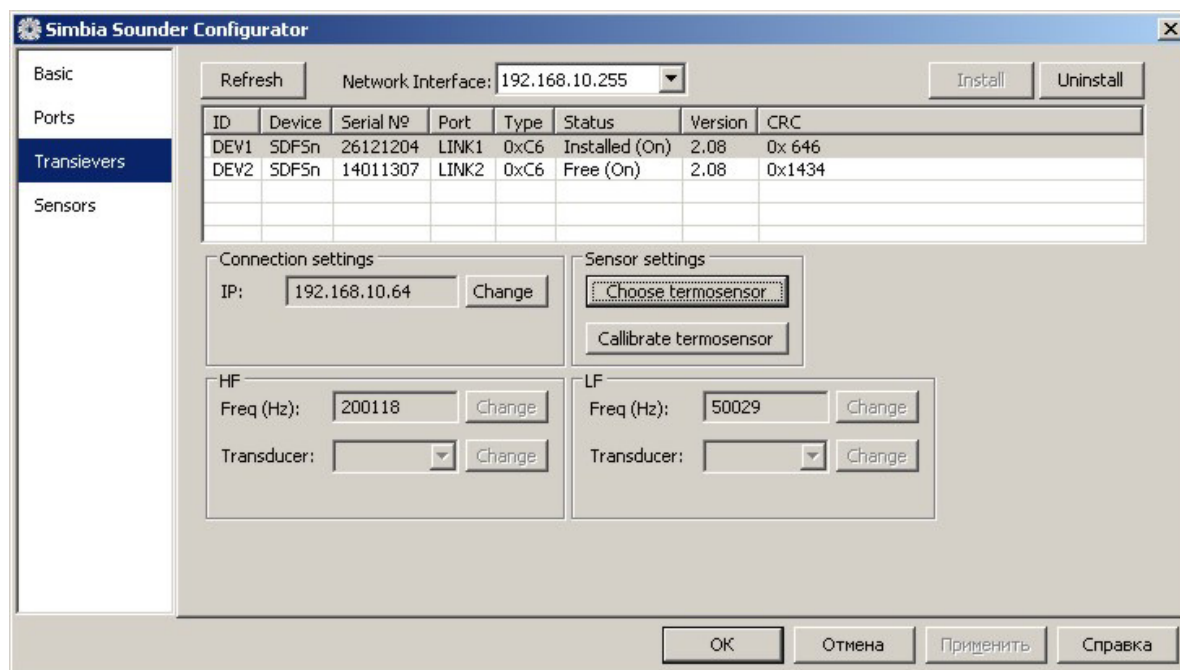 Simbia Sounder Configurator
Basic
Ports
Transievers
Sensors
Refresh Network Interface: 192.168.10.255 Install Uninstall
ID Device Serial Nº Port Type Status Version CRC
DEV1 SDFSn 26121204 LINK1 0xC6 Installed (On) 2.08 0x 646
DEV2 SDFSn 14011307 LINK2 0xC6 Free (On) 2.08 0x1434
Connection settings
IP: 192.168.10.64 Change
Sensor settings
Choose termosensor
Callibrate termosensor
HF
Freq (Hz): 200118 Change
Transducer: Change
LF
Freq (Hz): 50029 Change
Transducer: Change
OK Отмена Применить Справка